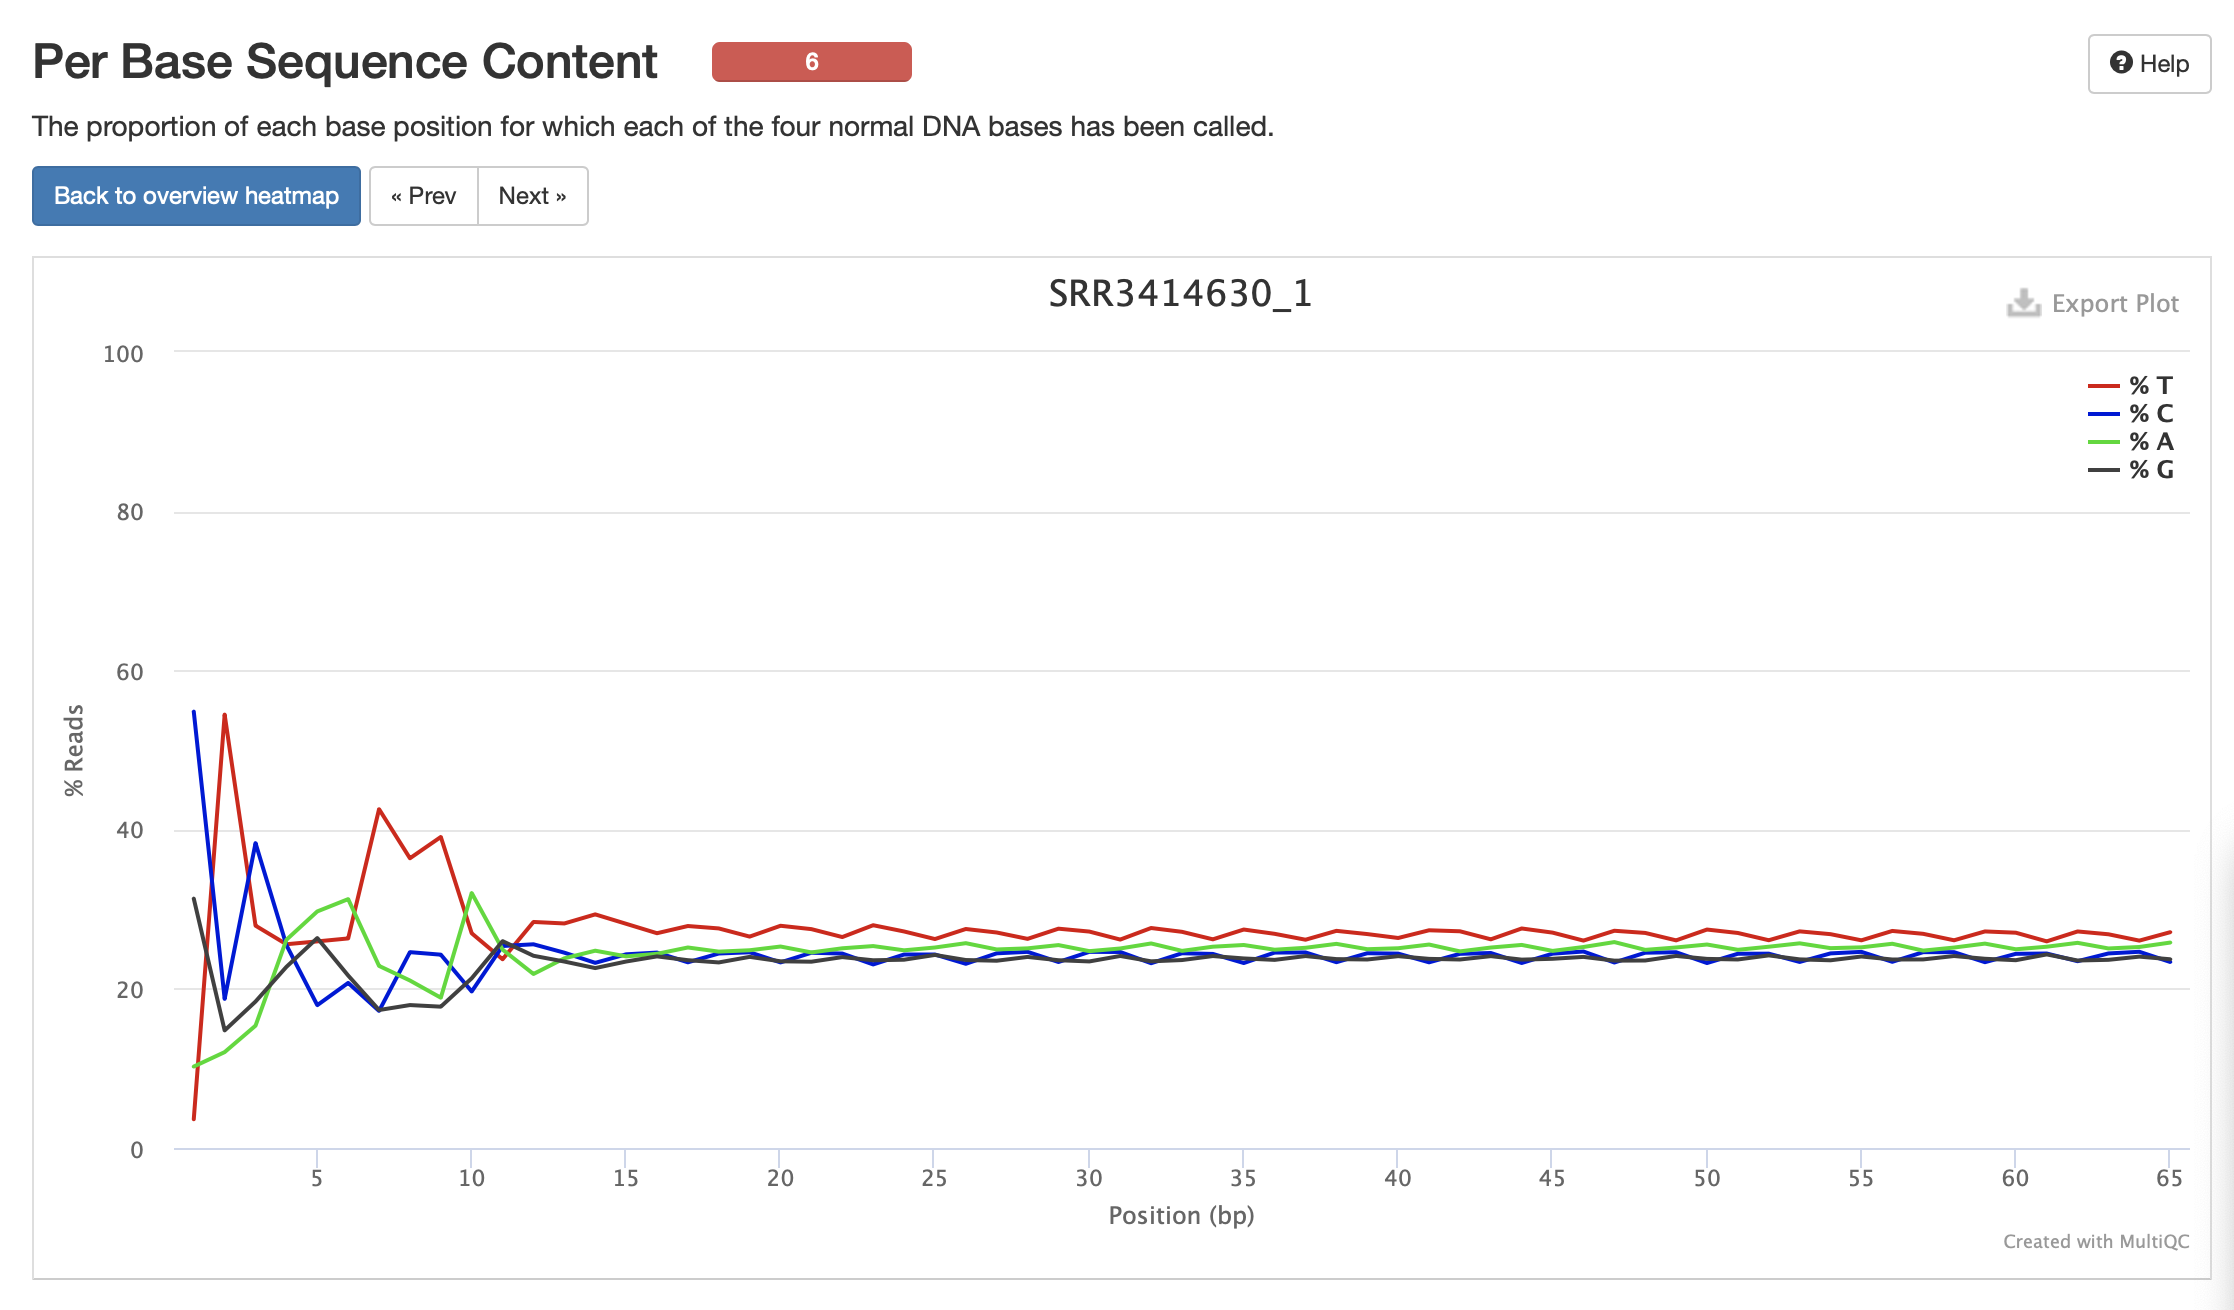 Per Base Sequence Content
6
Help
The proportion of each base position for which each of the four normal DNA bases has been called.
Back to overview heatmap
« Prev
Next »
SRR3414630_1
Export Plot
100
80
60
40
20
0
% Reads
% T
% C
% A
% G
5 10 15 20 25 30 35 40 45 50 55 60 65
Position (bp)
Created with MultiQC